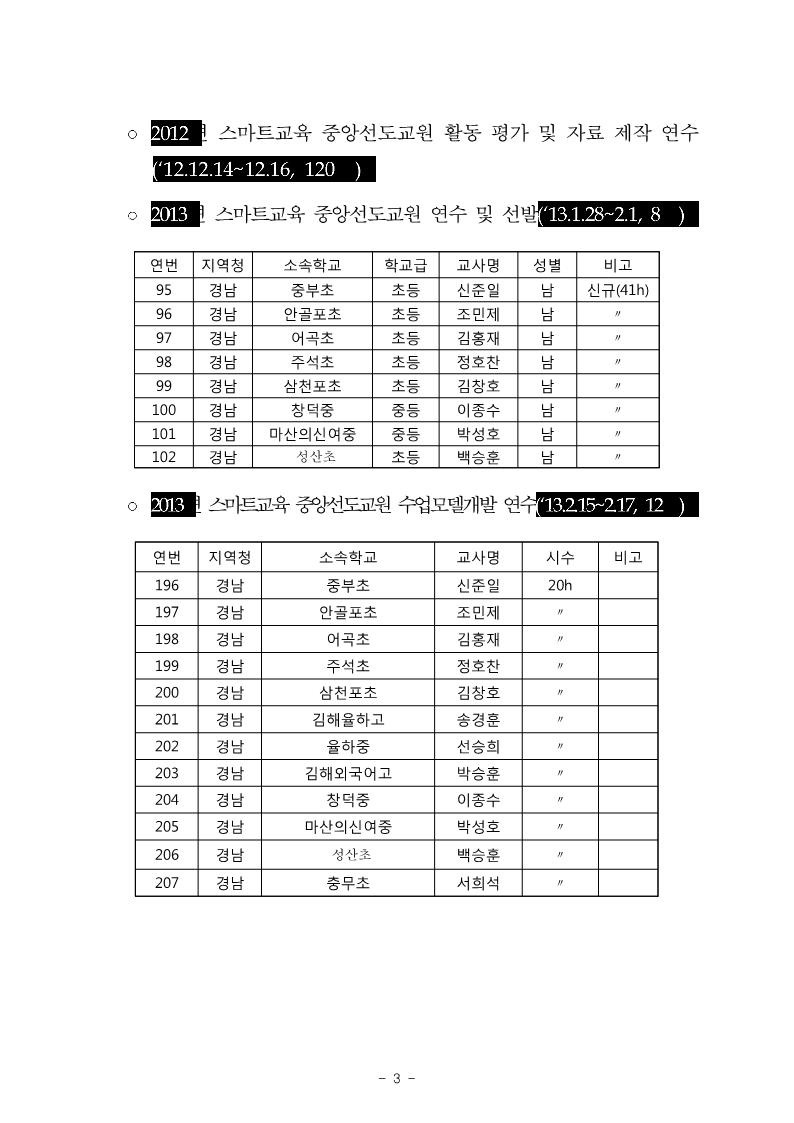 ○ 2012년 스마트교육 중앙선도교원 활동 평가 및 자료 제작 연수
(‘12.12.14~12.16, 120 )
○ 2013년 스마트교육 중앙선도교원 연수 및 선발(‘13.1.28~2.1, 8 )
연번 지역청 소속학교 학교급 교사명 성별 비고
95 경남 중부초 초등 신준일 남 신규(41h)
96 경남 안골포초 초등 조민제 남 〃
97 경남 어곡초 초등 김홍재 남 〃
98 경남 주석초 초등 정호찬 남 〃
99 경남 삼천포초 초등 김창호 남 〃
100 경남 창덕중 중등 이종수 남 〃
101 경남 마산의신여중 중등 박성호 남 〃
102 경남 성산초 초등 백승훈 남 〃
○ 2013년 스마트교육 중앙선도교원 수업모델개발 연수(‘13.2.15~2.17, 12 )
연번 지역청 소속학교 교사명 시수 비고
196 경남 중부초 신준일 20h
197 경남 안골포초 조민제 〃
198 경남 어곡초 김홍재 〃
199 경남 주석초 정호찬 〃
200 경남 삼천포초 김창호 〃
201 경남 김해율하고 송경훈 〃
202 경남 율하중 선승희 〃
203 경남 김해외국어고 박승훈 〃
204 경남 창덕중 이종수 〃
205 경남 마산의신여중 박성호 〃
206 경남 성산초 백승훈 〃
207 경남 충무초 서희석 〃
- 3 -